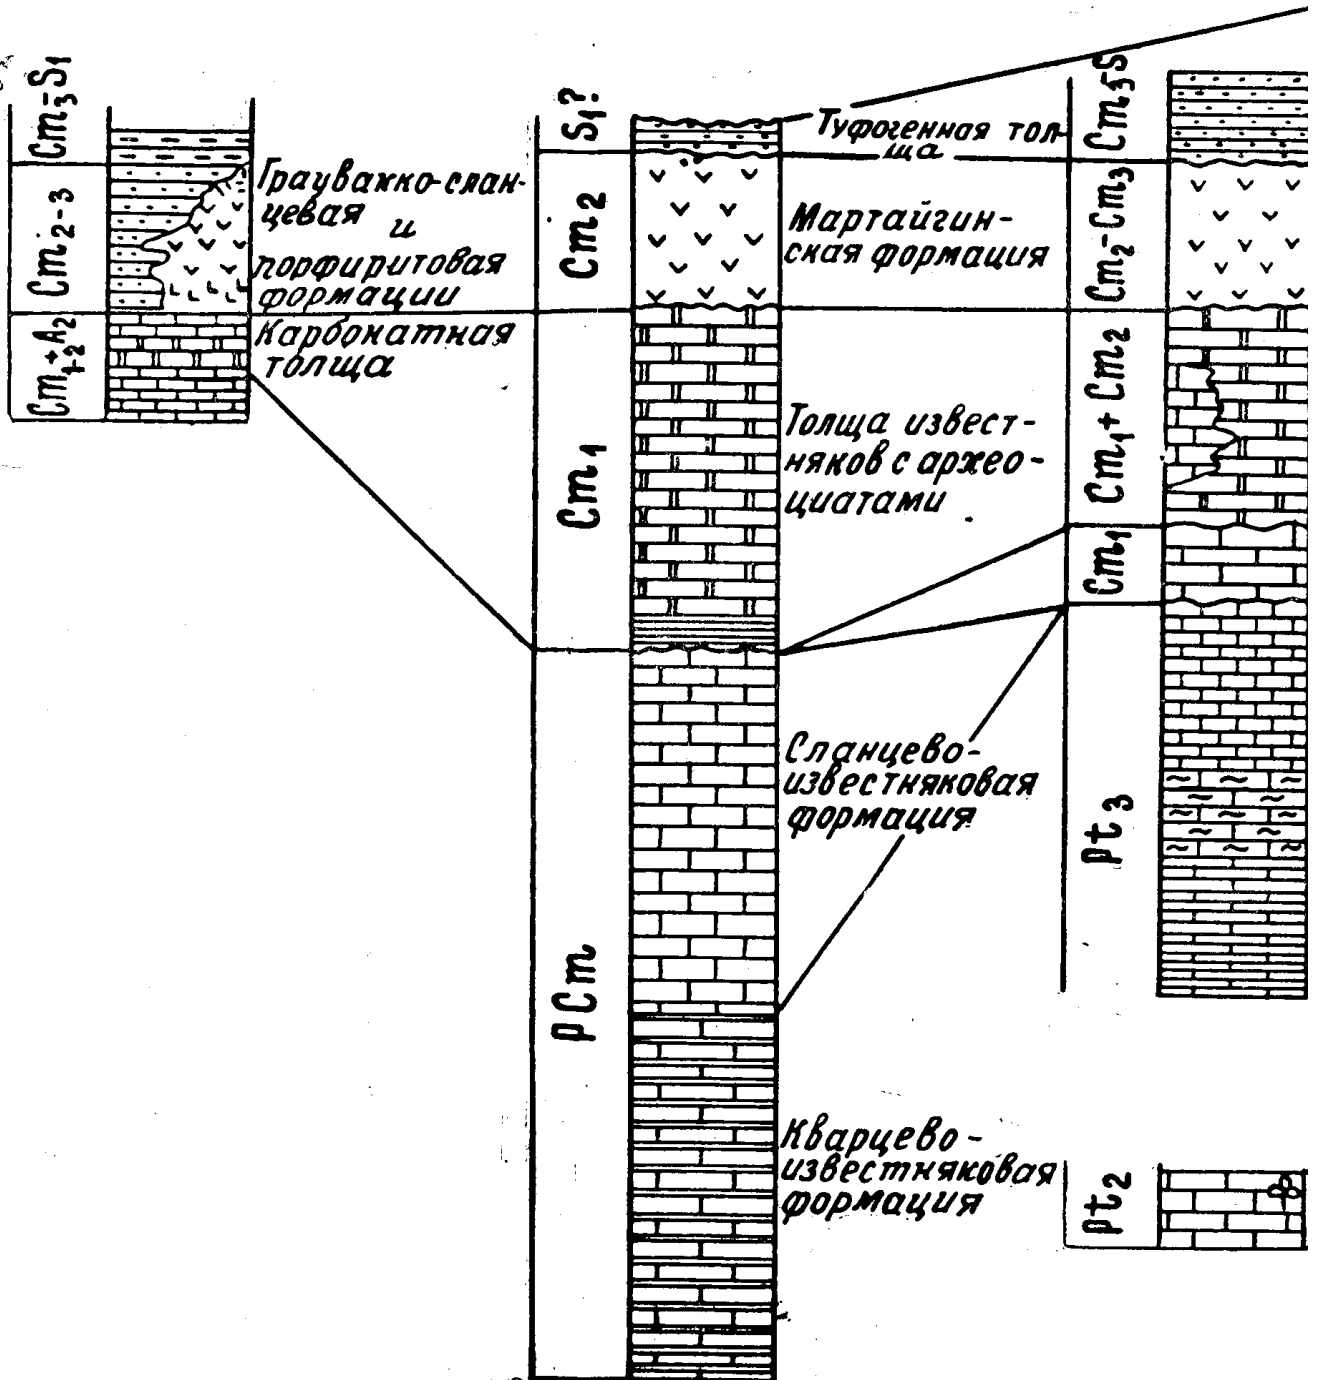 Cm₃-S₁
Cm₂₋₃
Cm₁+A₂
1+2
Граувакко-слан-
цевая
и
порфиритовая
формации
Карбонатная
толща
S₁?
Cm₂
Cm₁
PCm
Туфогенная тол-
ща
Мартайгин-
ская формация
Толща извест-
няков с архео-
циатами
Сланцево-
известняковая
формация
Кварцево-
известняковая
формация
Cm₃-S
Cm₂-Cm₃
Cm₁+Cm₂
Cm₁
Pt₃
Pt₂